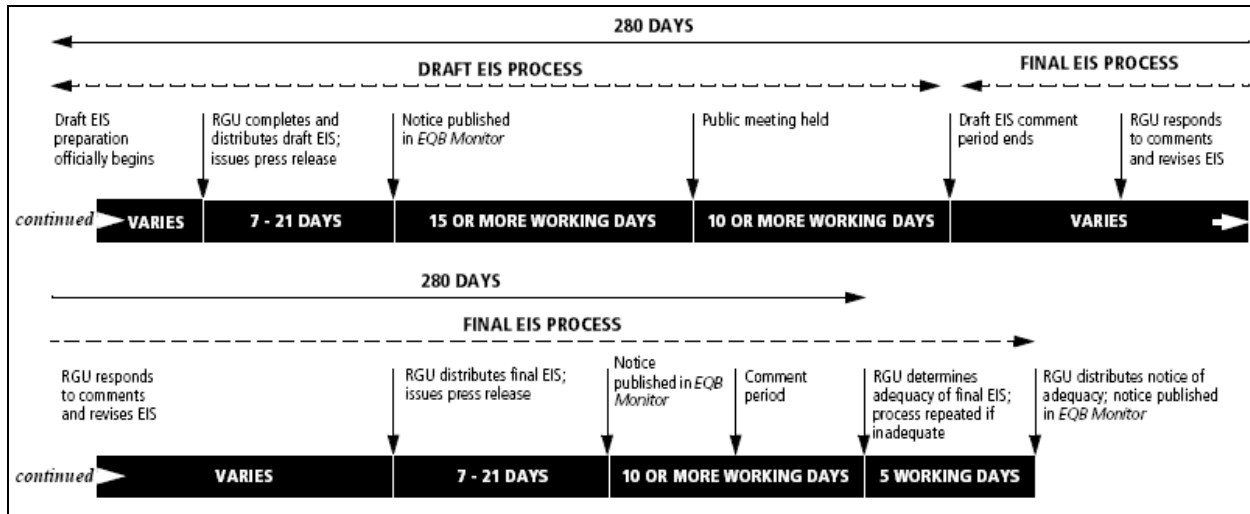 280 DAYS
DRAFT EIS PROCESS
FINAL EIS PROCESS
Draft EIS
preparation
officially begins
RGU completes and
distributes draft EIS;
issues press release
Notice published
in EQB Monitor
Public meeting held
Draft EIS comment
period ends
RGU responds
to comments
and revises EIS
continued
VARIES
7 - 21 DAYS
15 OR MORE WORKING DAYS
10 OR MORE WORKING DAYS
VARIES
280 DAYS
FINAL EIS PROCESS
RGU responds
to comments
and revises EIS
RGU distributes final EIS;
issues press release
Notice
published in EQB
Monitor
Comment
period
RGU determines
adequacy of final EIS;
process repeated if
inadequate
RGU distributes notice of
adequacy; notice published
in EQB Monitor
continued
VARIES
7 - 21 DAYS
10 OR MORE WORKING DAYS
5 WORKING DAYS